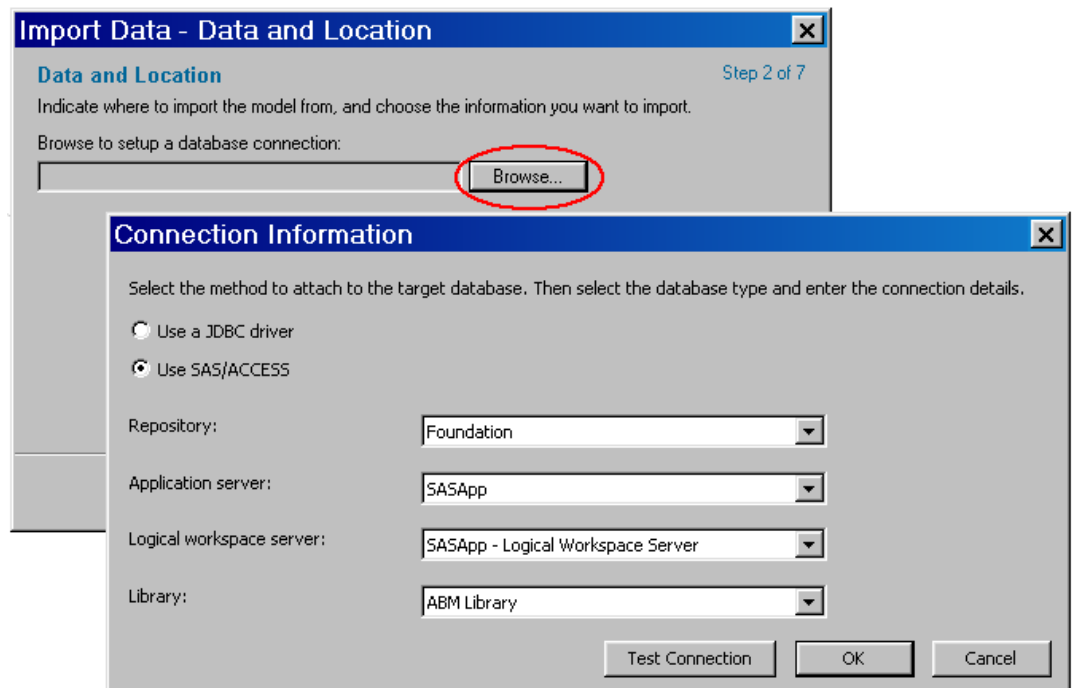 Import Data - Data and Location
Data and Location
Step 2 of 7
Indicate where to import the model from, and choose the information you want to import.
Browse to setup a database connection:
Browse...
Connection Information
Select the method to attach to the target database. Then select the database type and enter the connection details.
Use a JDBC driver
Use SAS/ACCESS
Repository:
Foundation
Application server:
SASApp
Logical workspace server:
SASApp - Logical Workspace Server
Library:
ABM Library
Test Connection
OK
Cancel